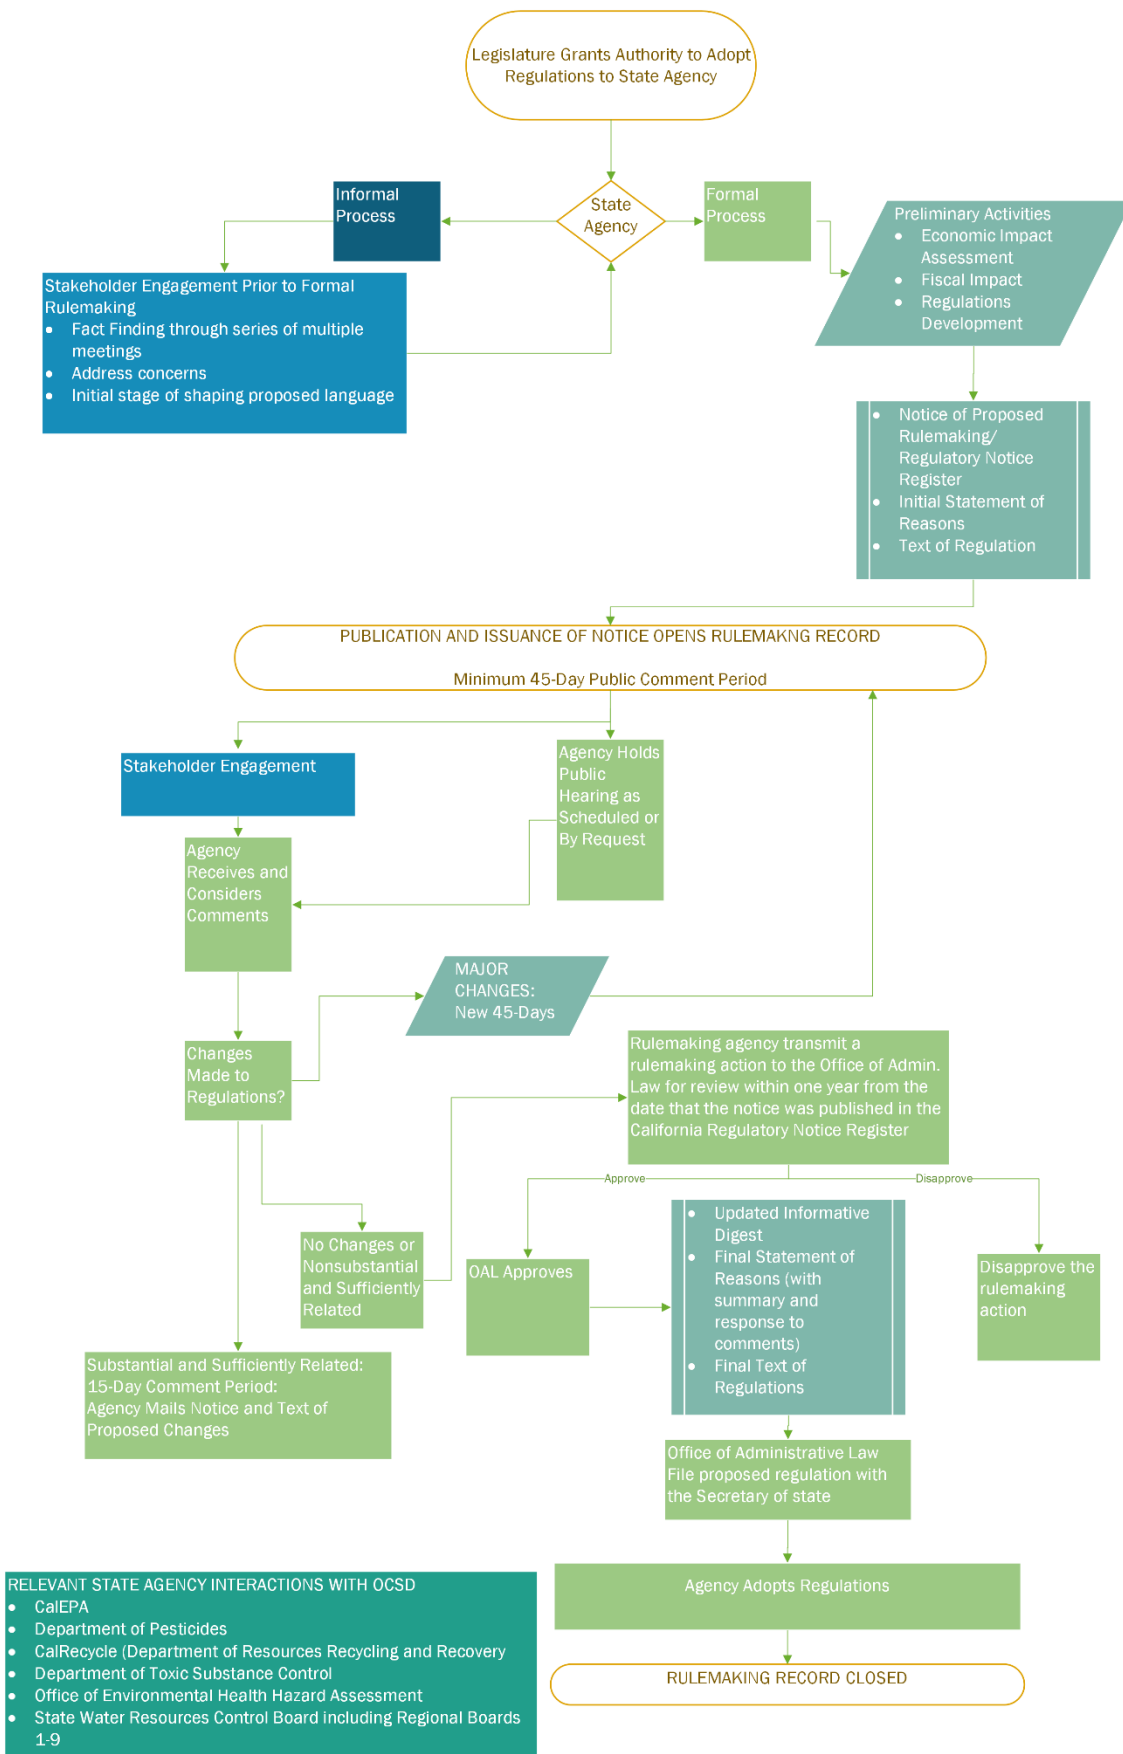 Legislature Grants Authority to Adopt
Regulations to State Agency
Informal
Process
State
Agency
Formal
Process
Preliminary Activities
• Economic Impact
Assessment
• Fiscal Impact
• Regulations
Development
Stakeholder Engagement Prior to Formal
Rulemaking
• Fact Finding through series of multiple
meetings
• Address concerns
• Initial stage of shaping proposed language
• Notice of Proposed
Rulemaking/
Regulatory Notice
Register
• Initial Statement of
Reasons
• Text of Regulation
PUBLICATION AND ISSUANCE OF NOTICE OPENS RULEMAKNG RECORD
Minimum 45-Day Public Comment Period
Stakeholder Engagement
Agency Holds
Public
Hearing as
Scheduled or
By Request
Agency
Receives and
Considers
Comments
MAJOR
CHANGES:
New 45-Days
Changes
Made to
Regulations?
Rulemaking agency transmit a
rulemaking action to the Office of Admin.
Law for review within one year from the
date that the notice was published in the
California Regulatory Notice Register
Approve
Disapprove
No Changes or
Nonsubstantial
and Sufficiently
Related
OAL Approves
• Updated Informative
Digest
• Final Statement of
Reasons (with
summary and
response to
comments)
• Final Text of
Regulations
Disapprove the
rulemaking
action
Substantial and Sufficiently Related:
15-Day Comment Period:
Agency Mails Notice and Text of
Proposed Changes
Office of Administrative Law
File proposed regulation with
the Secretary of state
Agency Adopts Regulations
RULEMAKING RECORD CLOSED
RELEVANT STATE AGENCY INTERACTIONS WITH OCSD
• CalEPA
• Department of Pesticides
• CalRecycle (Department of Resources Recycling and Recovery
• Department of Toxic Substance Control
• Office of Environmental Health Hazard Assessment
• State Water Resources Control Board including Regional Boards
1-9